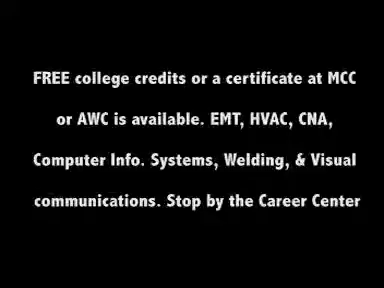 FREE college credits or a certificate at MCC
or AWC is available. EMT, HVAC, CNA,
Computer Info. Systems, Welding, & Visual
communications. Stop by the Career Center